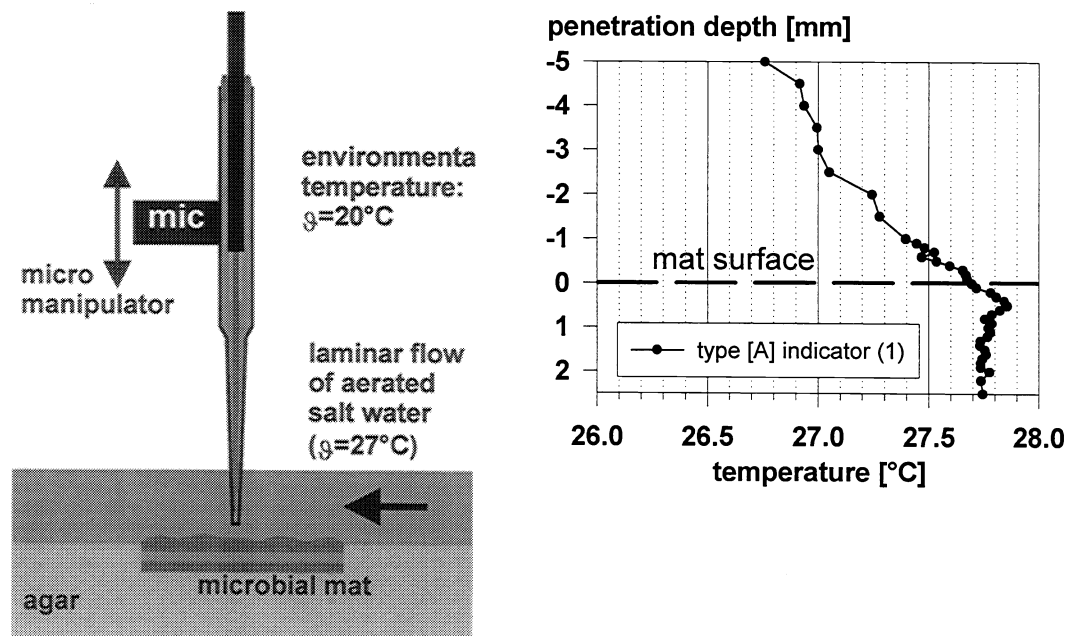 environmenta
temperature:
ϑ=20°C
mic
micro
manipulator
laminar flow
of aerated
salt water
(ϑ=27°C)
microbial mat
agar
penetration depth [mm]
-5
-4
-3
-2
-1
mat surface
0
1
type [A] indicator (1)
2
26.0 26.5 27.0 27.5 28.0
temperature [°C]